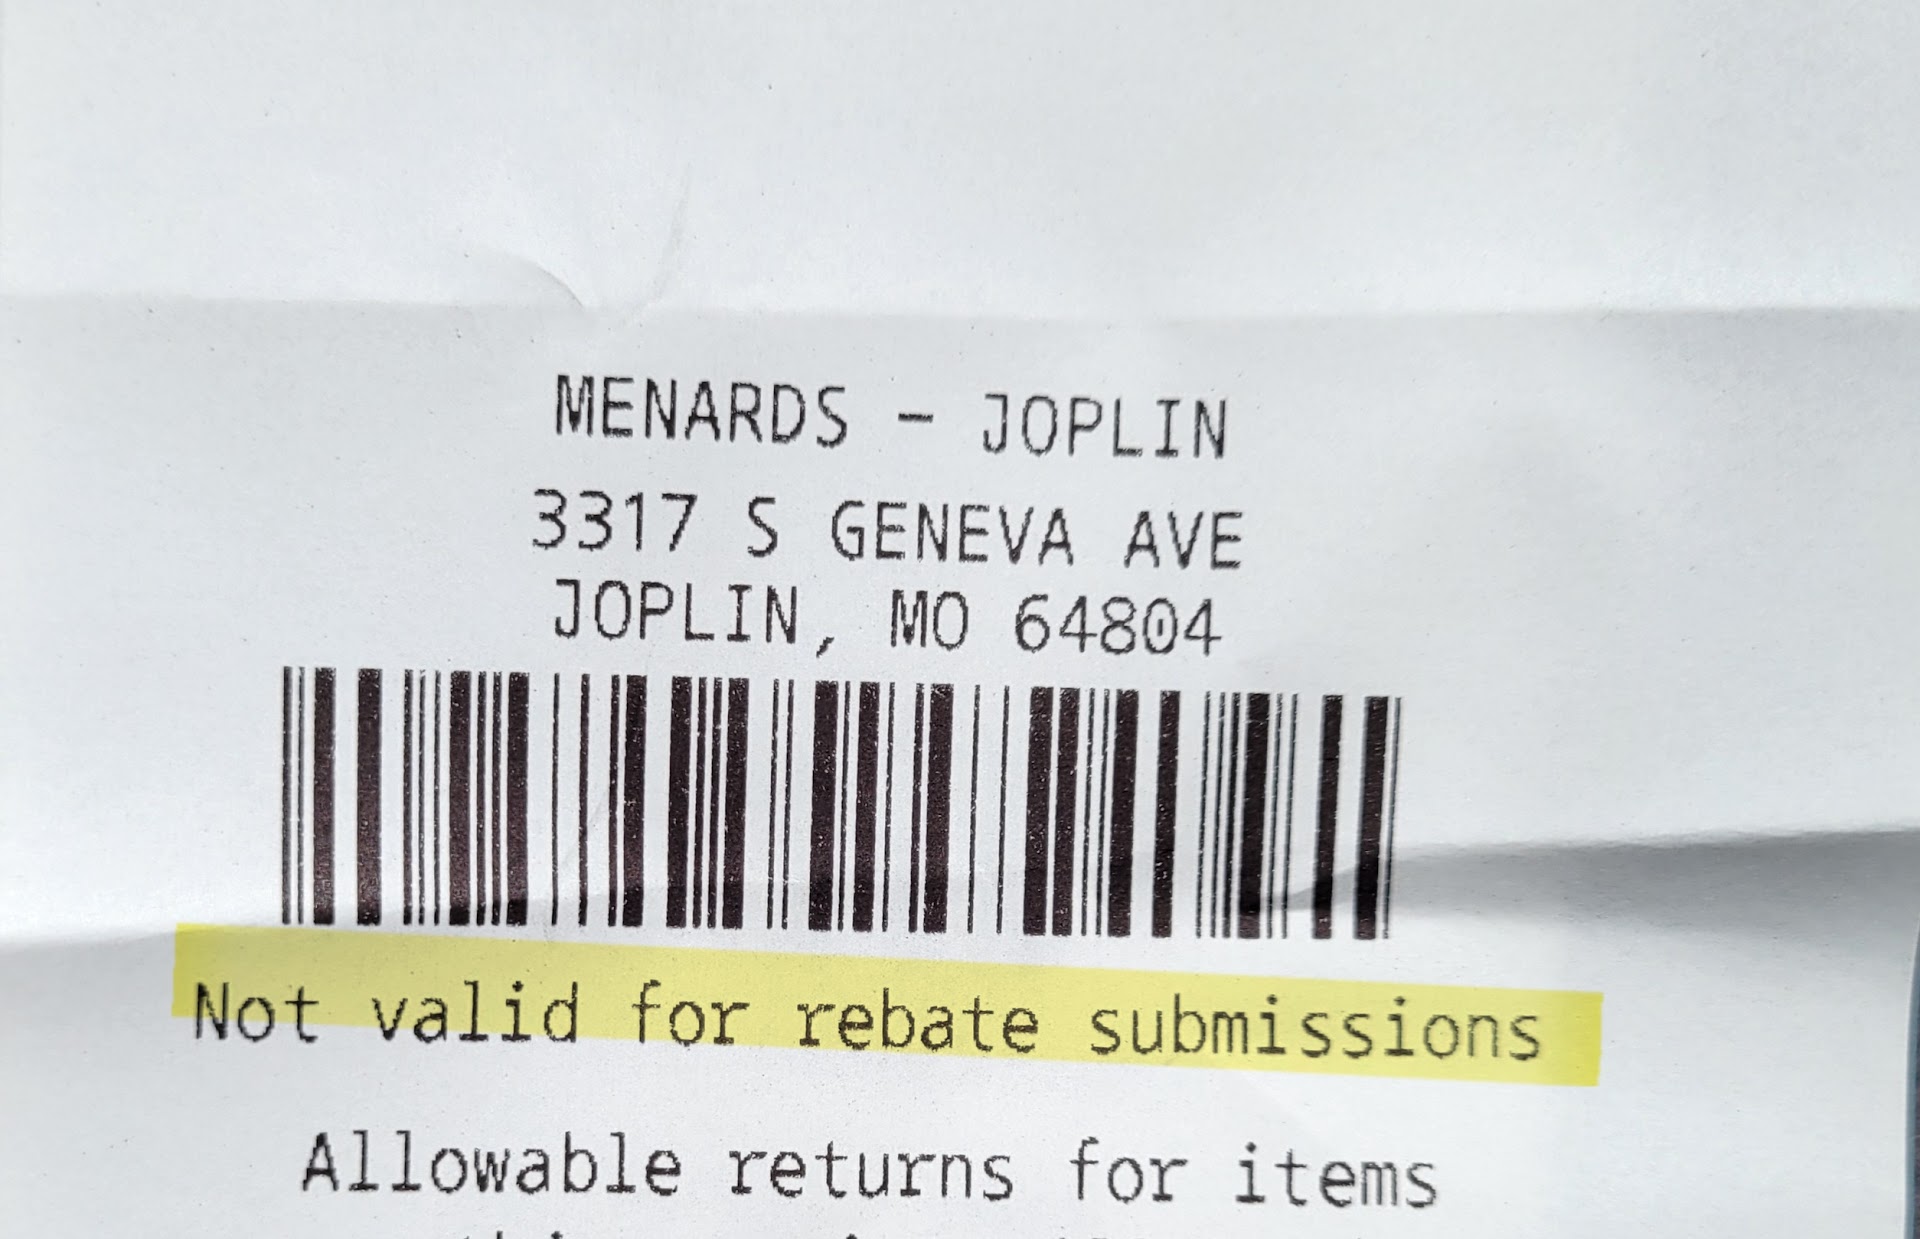 MENARDS – JOPLIN
3317 S GENEVA AVE
JOPLIN, MO 64804
Not valid for rebate submissions
Allowable returns for items